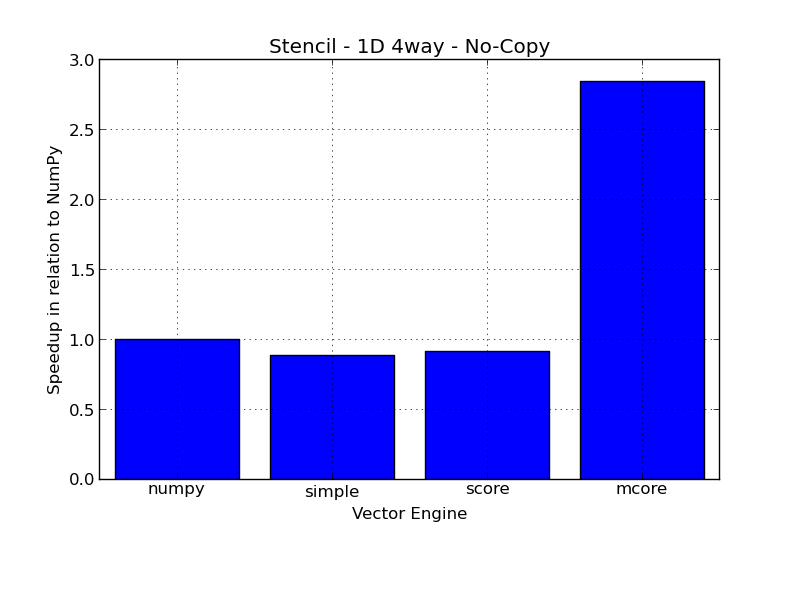 Stencil - 1D 4way - No-Copy
Speedup in relation to NumPy
3.0
2.5
2.0
1.5
1.0
0.5
0.0
numpy
simple
score
mcore
Vector Engine